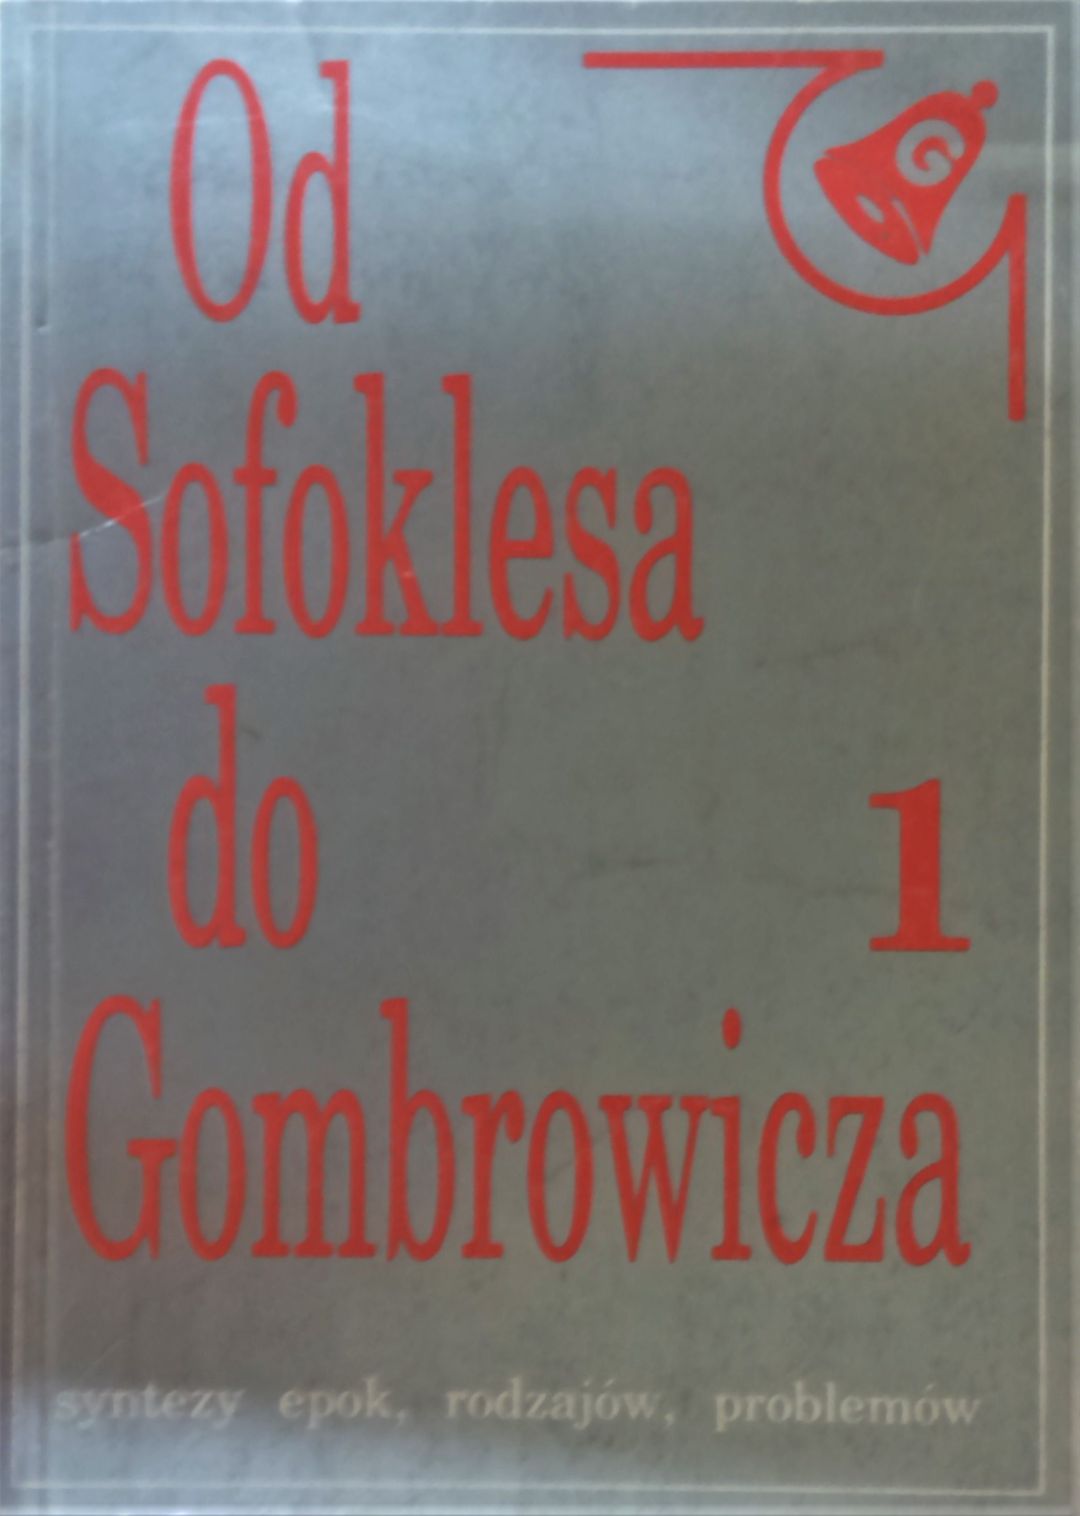 Od
Sofoklesa
do
1
Gombrowicza
syntezy epok, rodzajów, problemów
G